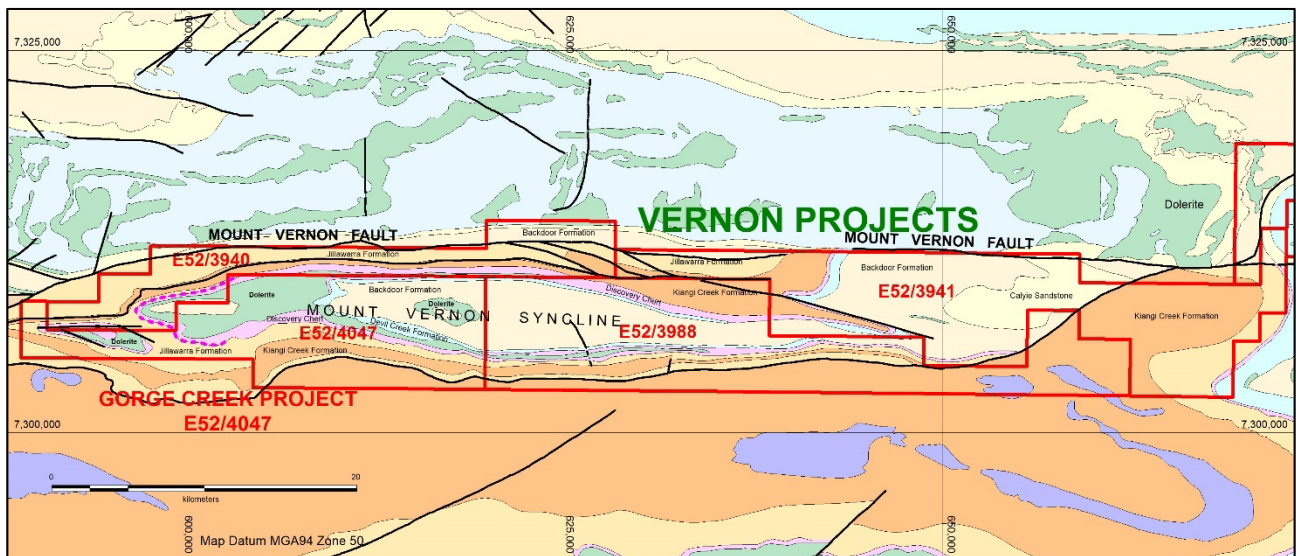 600,000
625,000
650,000
7,325,000
7,325,000
Dolerite
VERNON PROJECTS
MOUNT VERNON FAULT
Backdoor Formation
MOUNT VERNON FAULT
Jillawarra Formation
E52/3940
Jillawarra Formation
Backdoor Formation
Dolerite
Backdoor Formation
Discovery Chert
Kiangi Creek Formation
E52/3941
Calyie Sandstone
Dolerite
MOUNT VERNON SYNCLINE
Kiangi Creek Formation
Discovery Chert
E52/4047
Devil Creek Formation
E52/3988
Dolerite
Jillawarra Formation
Kiangi Creek Formation
GORGE CREEK PROJECT
E52/4047
7,300,000
7,300,000
0 20
kilometers
Map Datum MGA94 Zone 50
600,000
625,000
650,000